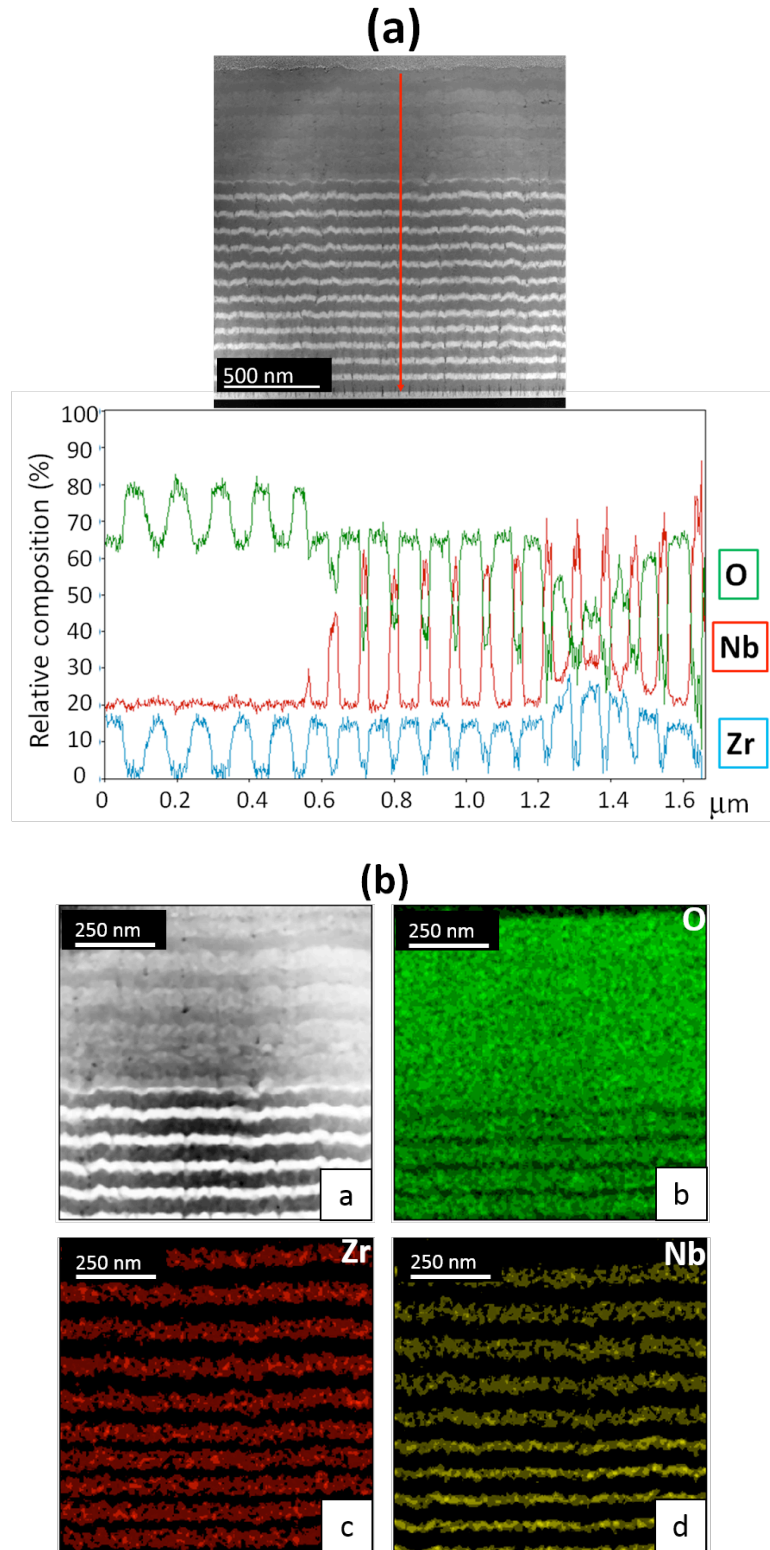 (a)
500 nm
100
90
80
70
60
50
40
30
20
10
0
Relative composition (%)
O
Nb
Zr
0 0.2 0.4 0.6 0.8 1.0 1.2 1.4 1.6 μm
(b)
250 nm
a
250 nm O
b
250 nm Zr
c
250 nm Nb
d